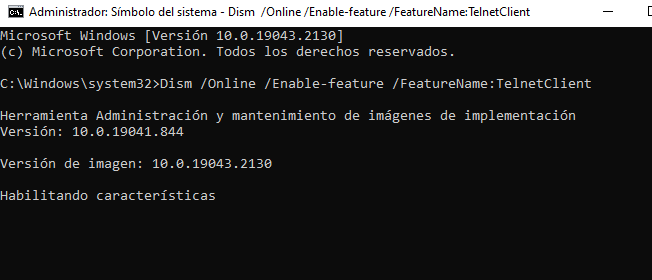 Administrador: Símbolo del sistema - Dism /Online /Enable-feature /FeatureName:TelnetClient
Microsoft Windows [Versión 10.0.19043.2130]
(c) Microsoft Corporation. Todos los derechos reservados.
C:\Windows\system32>Dism /Online /Enable-feature /FeatureName:TelnetClient
Herramienta Administración y mantenimiento de imágenes de implementación
Versión: 10.0.19041.844
Versión de imagen: 10.0.19043.2130
Habilitando características